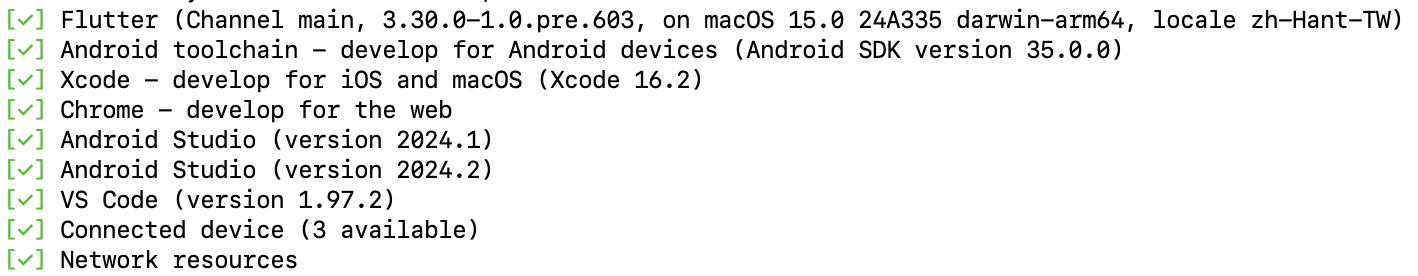 [✓] Flutter (Channel main, 3.30.0-1.0.pre.603, on macOS 15.0 24A335 darwin-arm64, locale zh-Hant-TW)
[✓] Android toolchain - develop for Android devices (Android SDK version 35.0.0)
[✓] Xcode - develop for iOS and macOS (Xcode 16.2)
[✓] Chrome - develop for the web
[✓] Android Studio (version 2024.1)
[✓] Android Studio (version 2024.2)
[✓] VS Code (version 1.97.2)
[✓] Connected device (3 available)
[✓] Network resources